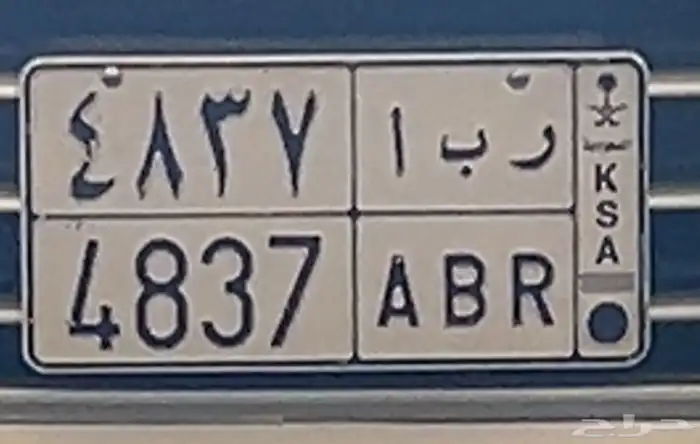 ٤٨٣٧ ر ب ا
4837 ABR
السعودية
KSA
حراج